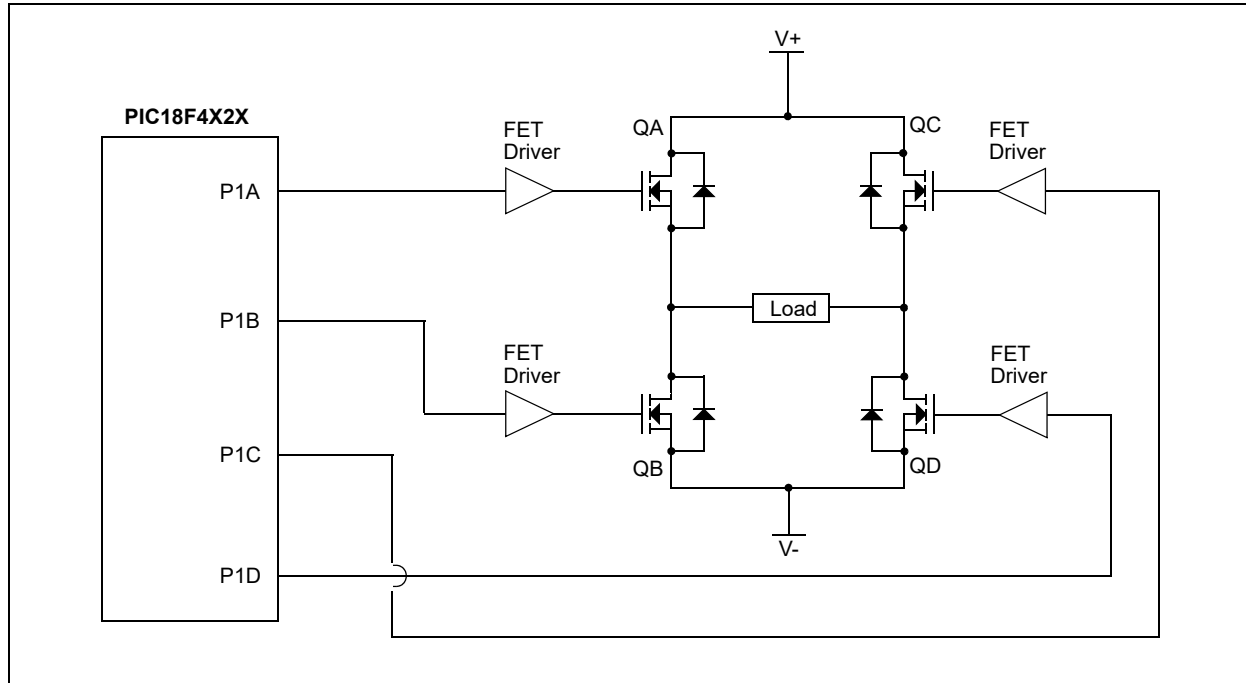 V+
PIC18F4X2X
FET
Driver
QA
QC
FET
Driver
P1A
P1B
Load
FET
Driver
FET
Driver
P1C
QB
QD
V-
P1D